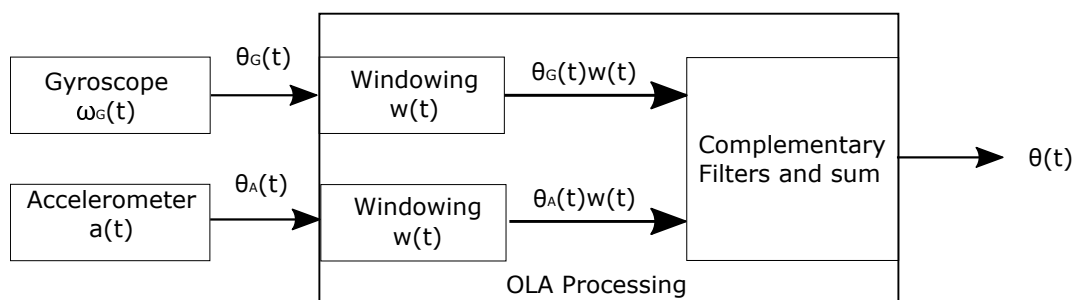 Gyroscope
ωG(t)
θG(t)
Windowing
w(t)
θG(t)w(t)
Complementary
Filters and sum
θ(t)
Accelerometer
a(t)
θA(t)
Windowing
w(t)
θA(t)w(t)
OLA Processing